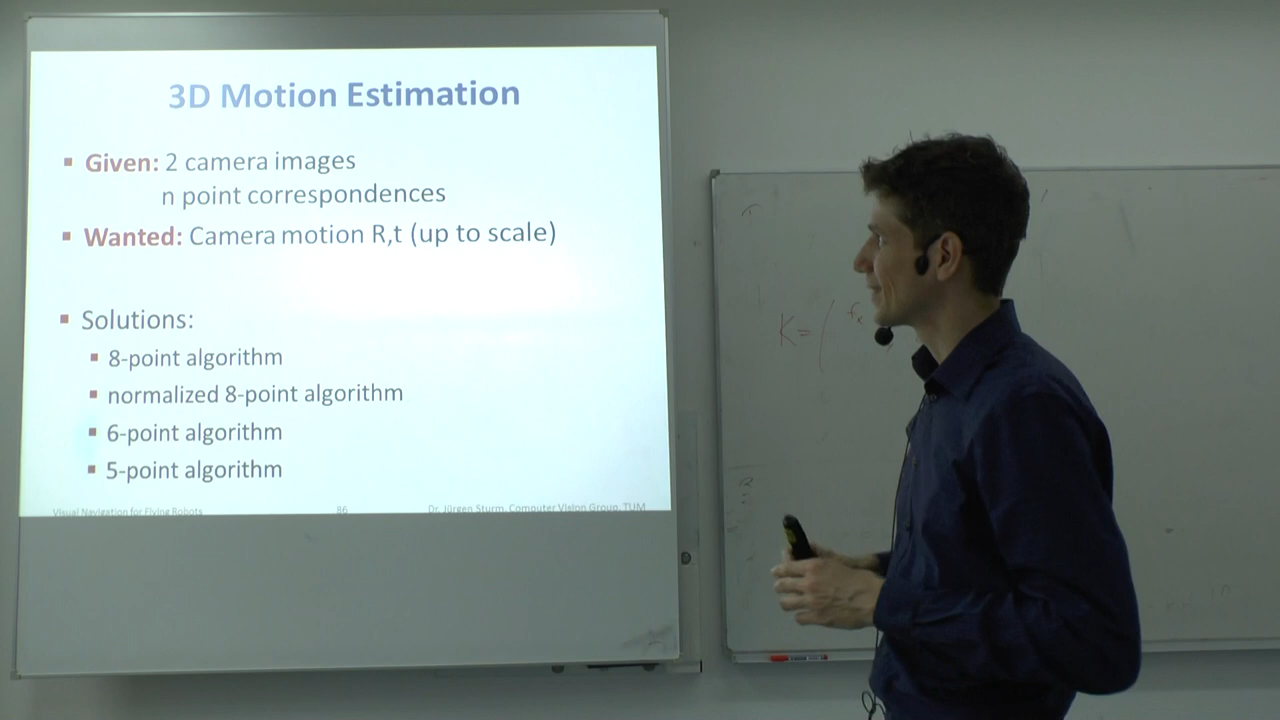 3D Motion Estimation
▪ Given: 2 camera images
n point correspondences
▪ Wanted: Camera motion R,t (up to scale)
▪ Solutions:
▪ 8-point algorithm
▪ normalized 8-point algorithm
▪ 6-point algorithm
▪ 5-point algorithm
Visual Navigation for Flying Robots
86
Dr. Jürgen Sturm, Computer Vision Group, TUM
K = ( fx